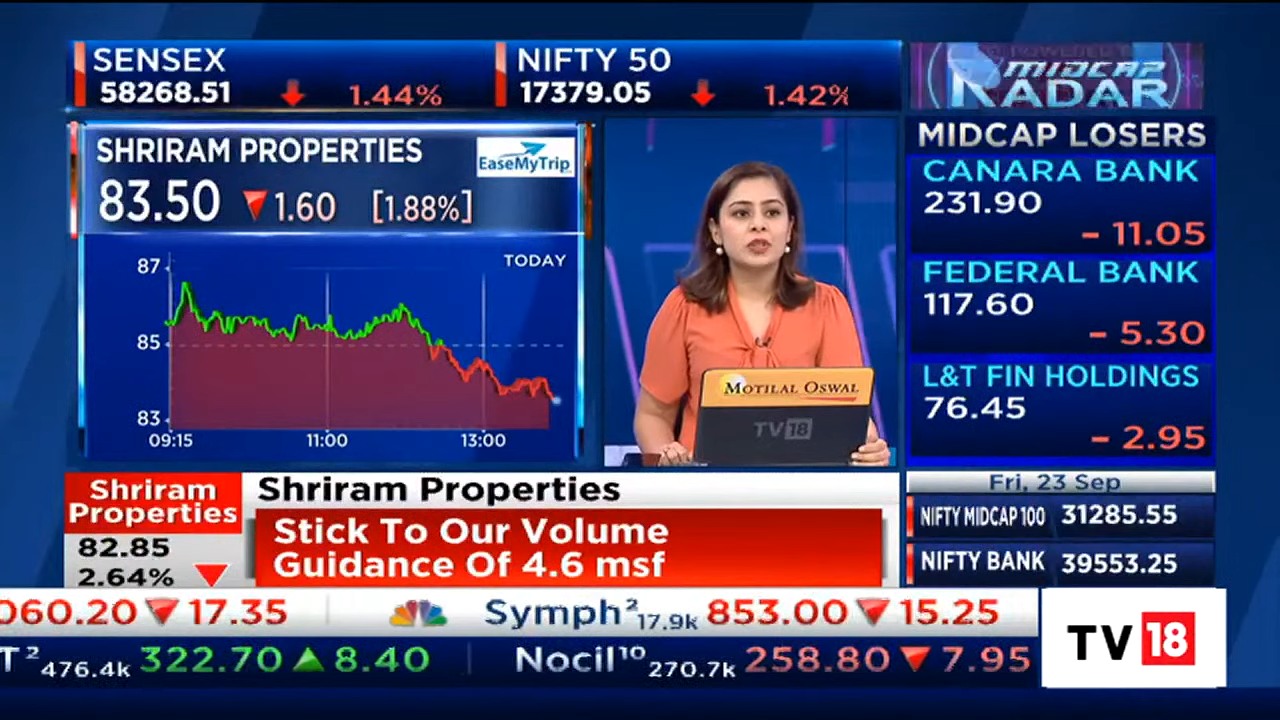 SENSEX
58268.51 1.44%
NIFTY 50
17379.05 1.42%
MIDCAP
RADAR
SHRIRAM PROPERTIES
83.50 1.60 [1.88%]
EaseMyTrip
TODAY
87
85
83
09:15 11:00 13:00
MOTILAL OSWAL
TV18
MIDCAP LOSERS
CANARA BANK
231.90
- 11.05
FEDERAL BANK
117.60
- 5.30
L&T FIN HOLDINGS
76.45
- 2.95
Fri, 23 Sep
NIFTY MIDCAP 100 31285.55
NIFTY BANK 39553.25
Shriram
Properties
82.85
2.64%
Shriram Properties
Stick To Our Volume
Guidance Of 4.6 msf
060.20 17.35 Symph² 17.9k 853.00 15.25
T² 476.4k 322.70 8.40 Nocil¹⁰ 270.7k 258.80 7.95
TV18